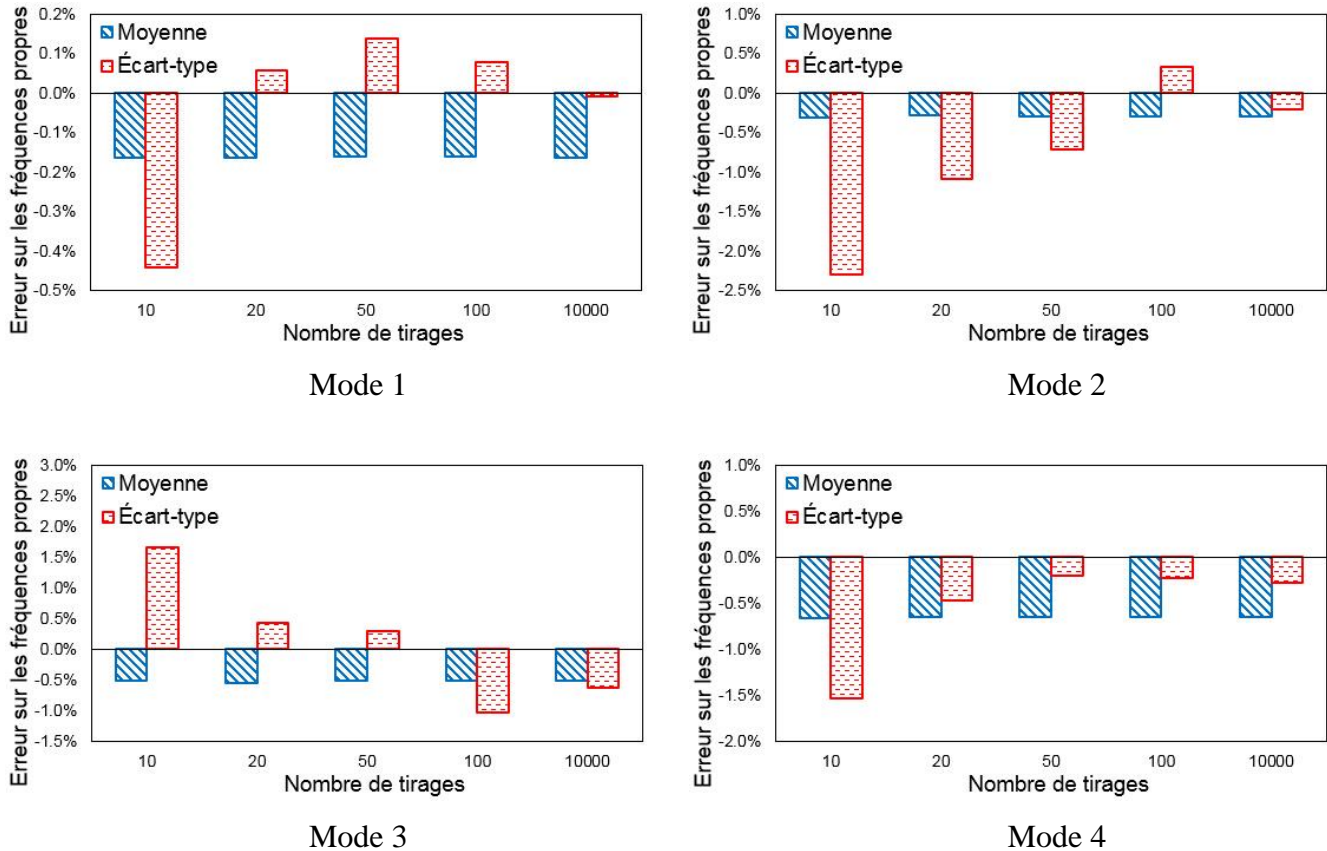 Erreur sur les fréquences propres
0.2%
0.1%
0.0%
-0.1%
-0.2%
-0.3%
-0.4%
-0.5%
Moyenne
Écart-type
10 20 50 100 10000
Nombre de tirages
Mode 1
Erreur sur les fréquences propres
1.0%
0.5%
0.0%
-0.5%
-1.0%
-1.5%
-2.0%
-2.5%
Moyenne
Écart-type
10 20 50 100 10000
Nombre de tirages
Mode 2
Erreur sur les fréquences propres
3.0%
2.5%
2.0%
1.5%
1.0%
0.5%
0.0%
-0.5%
-1.0%
-1.5%
Moyenne
Écart-type
10 20 50 100 10000
Nombre de tirages
Mode 3
Erreur sur les fréquences propres
1.0%
0.5%
0.0%
-0.5%
-1.0%
-1.5%
-2.0%
Moyenne
Écart-type
10 20 50 100 10000
Nombre de tirages
Mode 4